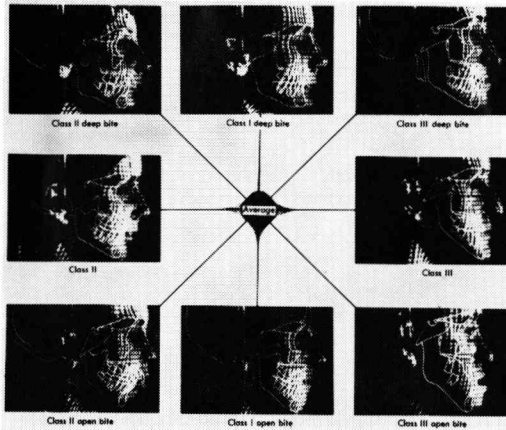 Class II deep bite
Class I deep bite
Class III deep bite
Average
Class II
Class III
Class II open bite
Class I open bite
Class III open bite